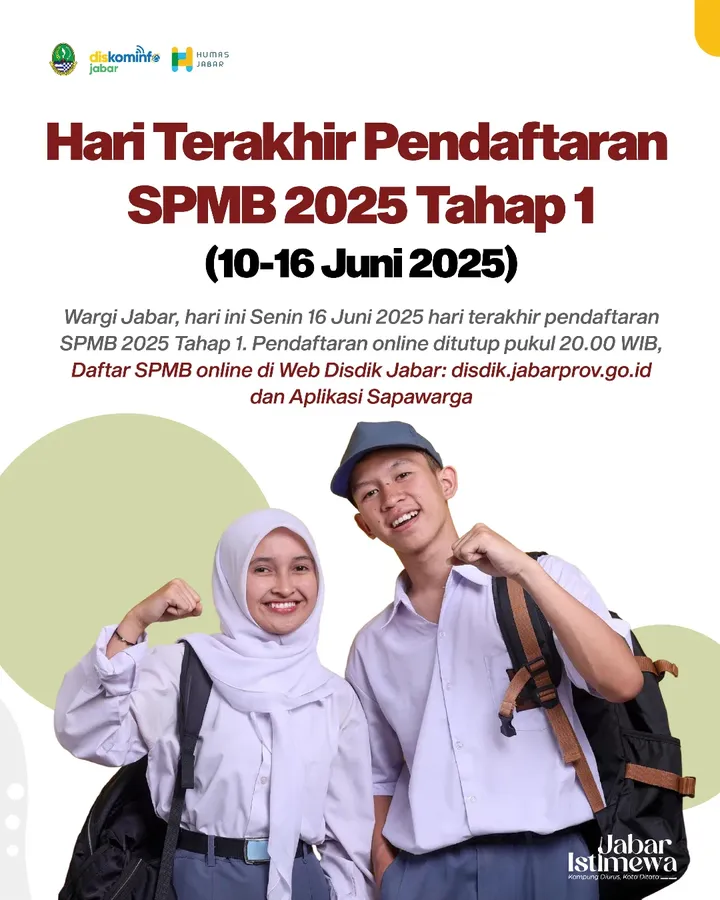 diskominfo
jabar
HUMAS
JABAR
Hari Terakhir Pendaftaran
SPMB 2025 Tahap 1
(10-16 Juni 2025)
Wargi Jabar, hari ini Senin 16 Juni 2025 hari terakhir pendaftaran
SPMB 2025 Tahap 1. Pendaftaran online ditutup pukul 20.00 WIB,
Daftar SPMB online di Web Disdik Jabar: disdik.jabarprov.go.id
dan Aplikasi Sapawarga
Jabar
Istimewa
Kampung Diurus, Kota Ditata